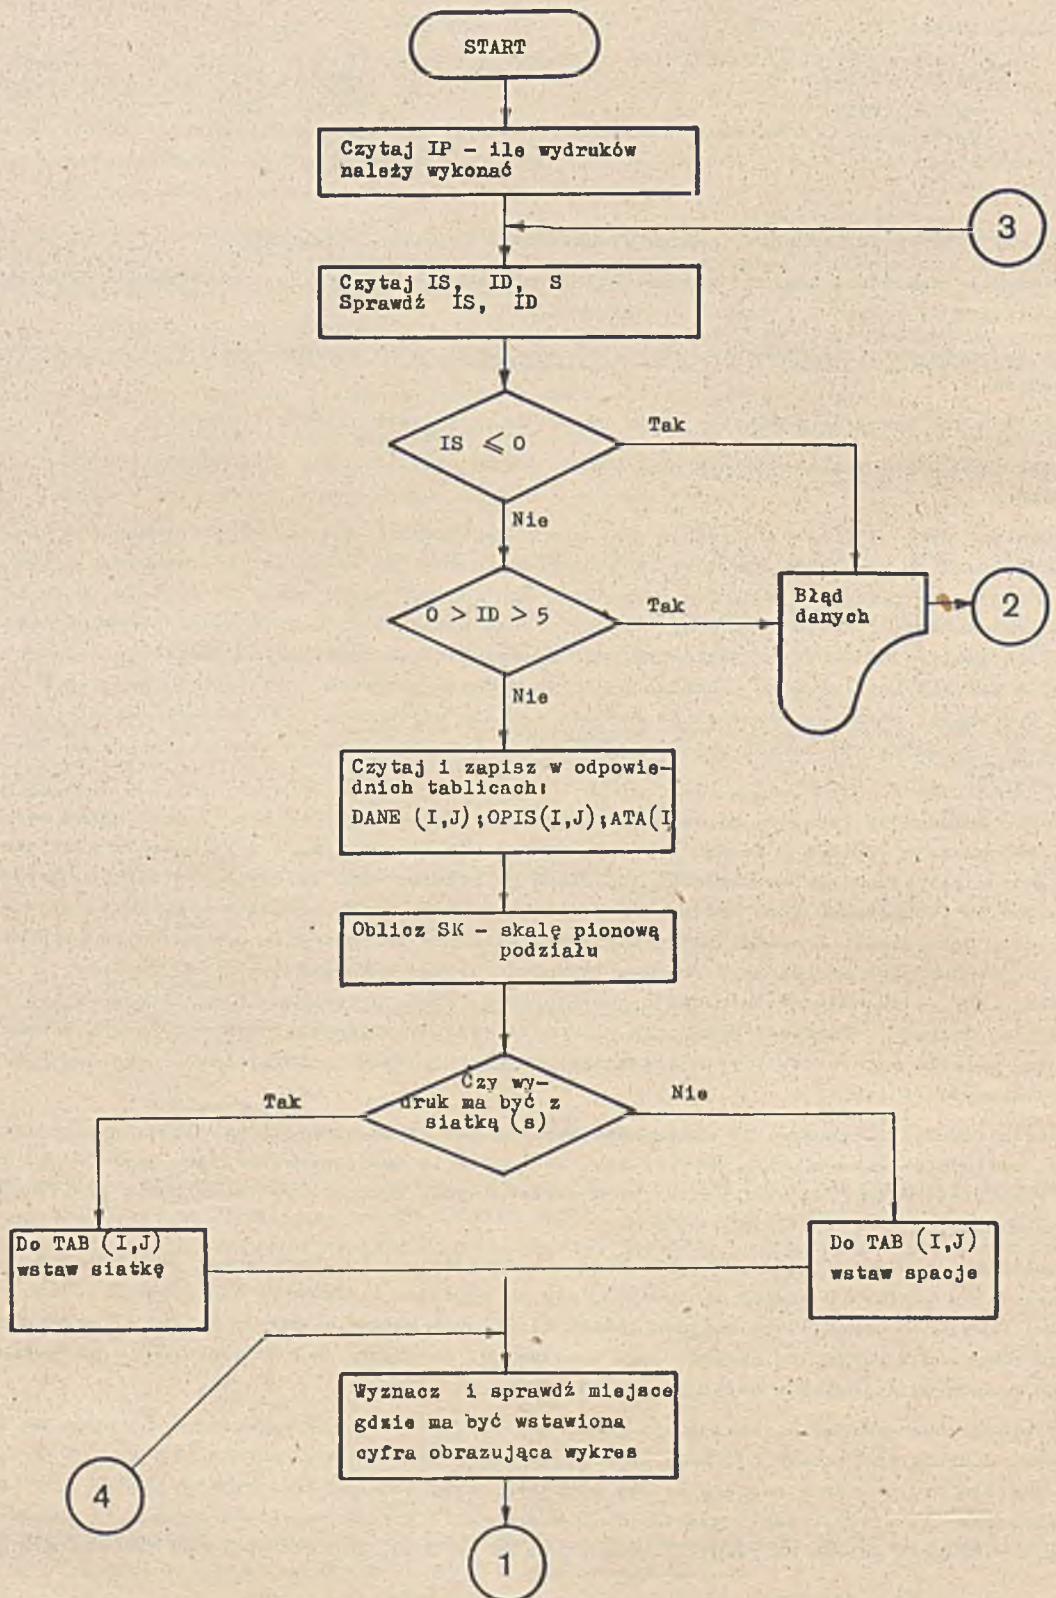 START
Czytaj IP - ile wydruków
należy wykonać
3
Czytaj IS, ID, S
Sprawdź IS, ID
IS ⩽ 0
Tak
Nie
0 > ID > 5
Tak
Błąd
danych
2
Nie
Czytaj i zapisz w odpowie-
dnich tablicach:
DANE (I,J);OPIS(I,J);ATA(I
Oblicz SK - skalę pionową
podziału
Czy wy-
druk ma być z
siatką (s)
Tak
Nie
Do TAB (I,J)
wstaw siatkę
Do TAB (I,J)
wstaw spacje
Wyznacz i sprawdź miejsce
gdzie ma być wstawiona
cyfra obrazująca wykres
4
1